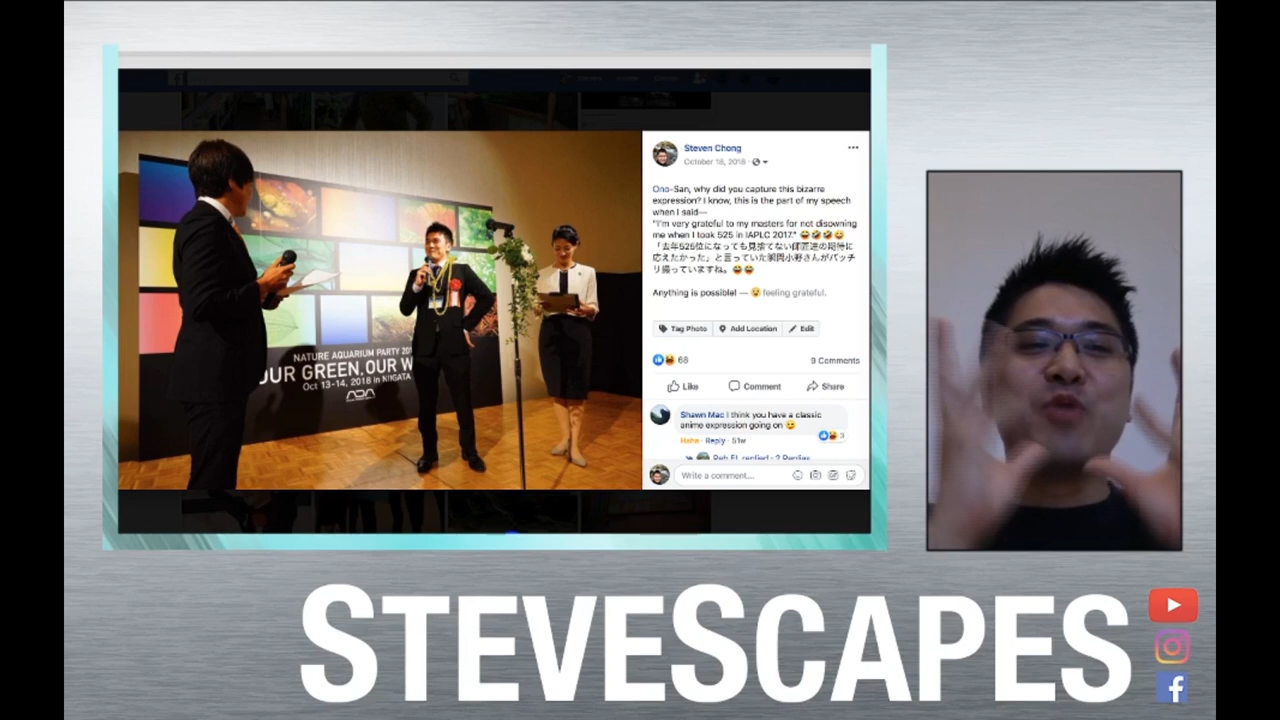 Steven Chong
October 18, 2018
Ono-San, why did you capture this bizarre
expression? I know, this is the part of my speech
when I said—
"I'm very grateful to my masters for not disowning
me when I took 525 in IAPLC 2017." 😂🤣🤣😅
「去年525位になっても見捨てない師匠達の期待に
応えたかった」と言っていた瞬間小野さんがバッチ
リ撮っていますね。😂😂
Anything is possible! — 😉 feeling grateful.
Tag Photo
Add Location
Edit
68
9 Comments
Like
Comment
Share
Shawn Mac I think you have a classic
anime expression going on 😉
3
Haha · Reply · 51w
replied · 2 Replies
Write a comment...
NATURE AQUARIUM PARTY
OUR GREEN, OUR
Oct 13-14, 2018 in NIIGATA
ADA
STEVESCAPES